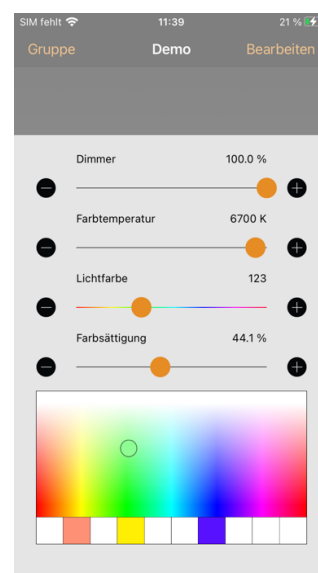 SIM fehlt 11:39 21 %
Gruppe Demo Bearbeiten
Dimmer 100.0 %
Farbtemperatur 6700 K
Lichtfarbe 123
Farbsättigung 44.1 %